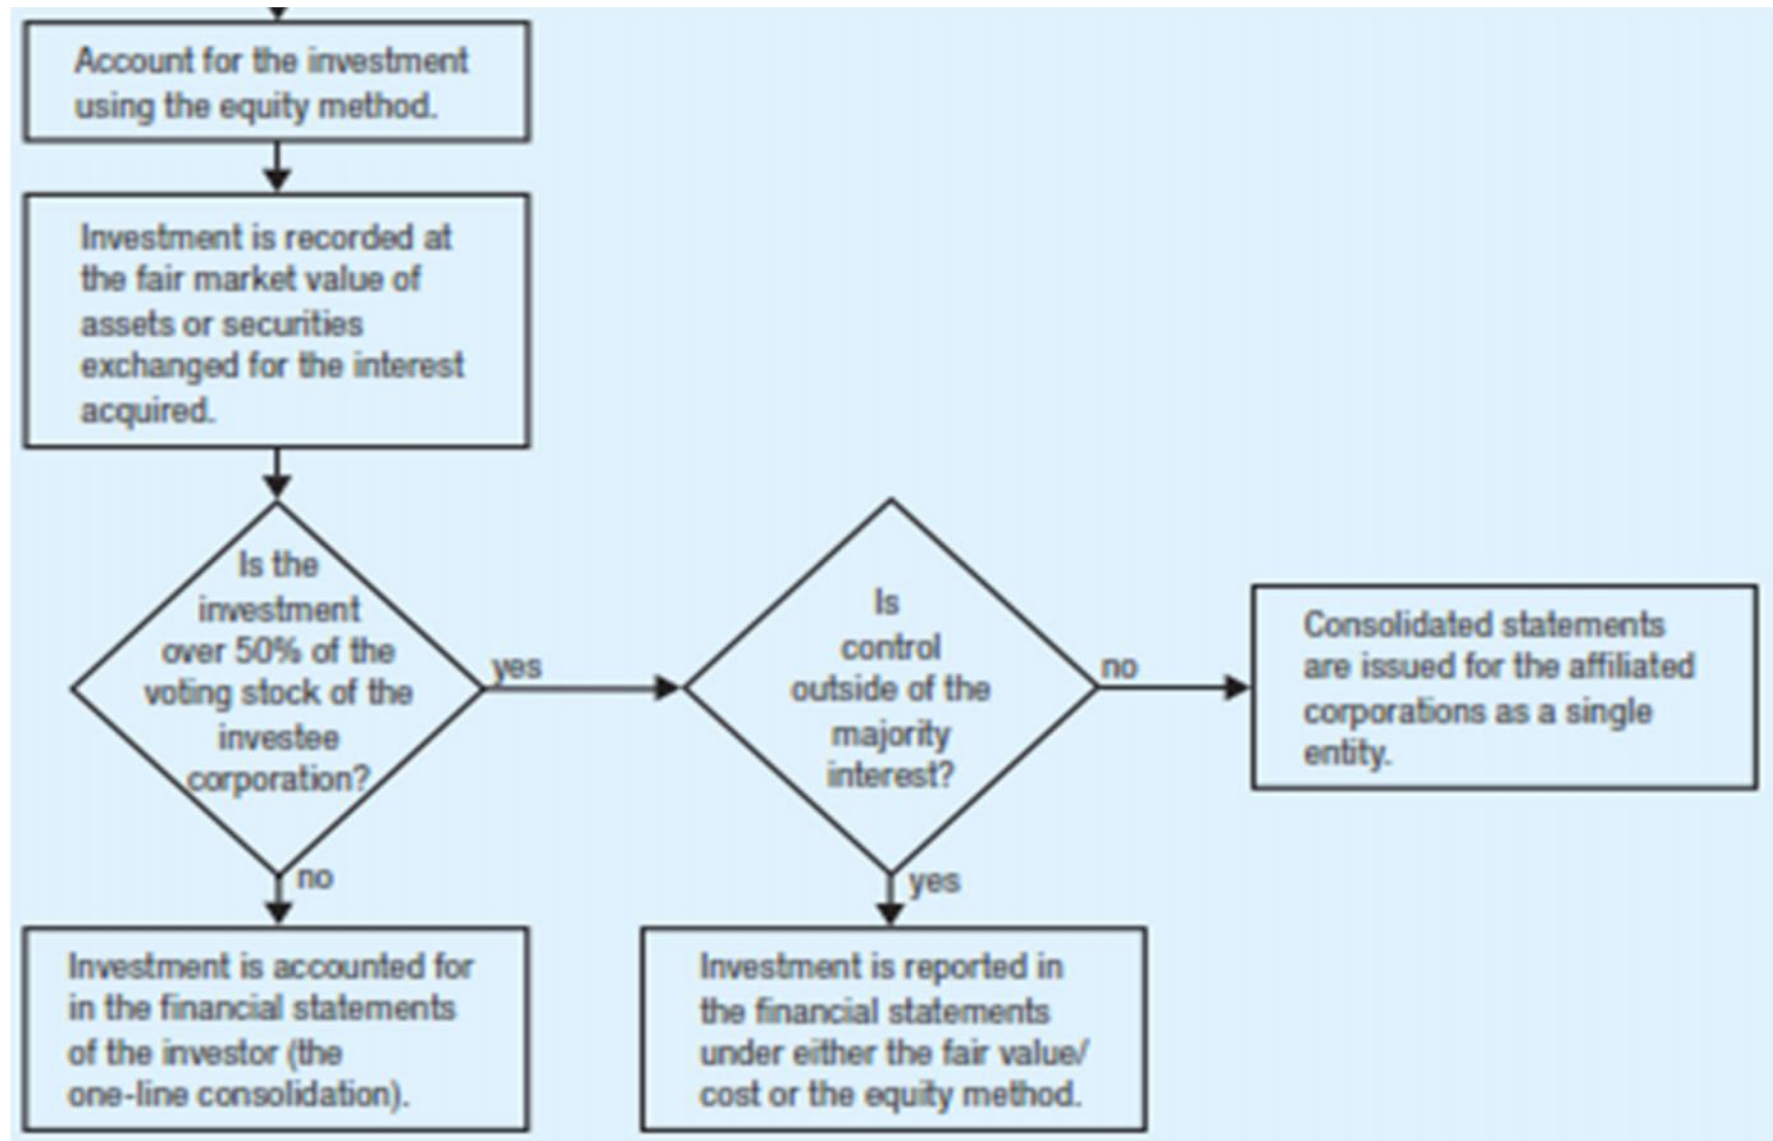 Account for the investment
using the equity method.
Investment is recorded at
the fair market value of
assets or securities
exchanged for the interest
acquired.
Is the
investment
over 50% of the
voting stock of the
investee
corporation?
yes
no
Is
control
outside of the
majority
interest?
no
yes
Consolidated statements
are issued for the affiliated
corporations as a single
entity.
Investment is accounted for
in the financial statements
of the investor (the
one-line consolidation).
Investment is reported in
the financial statements
under either the fair value/
cost or the equity method.